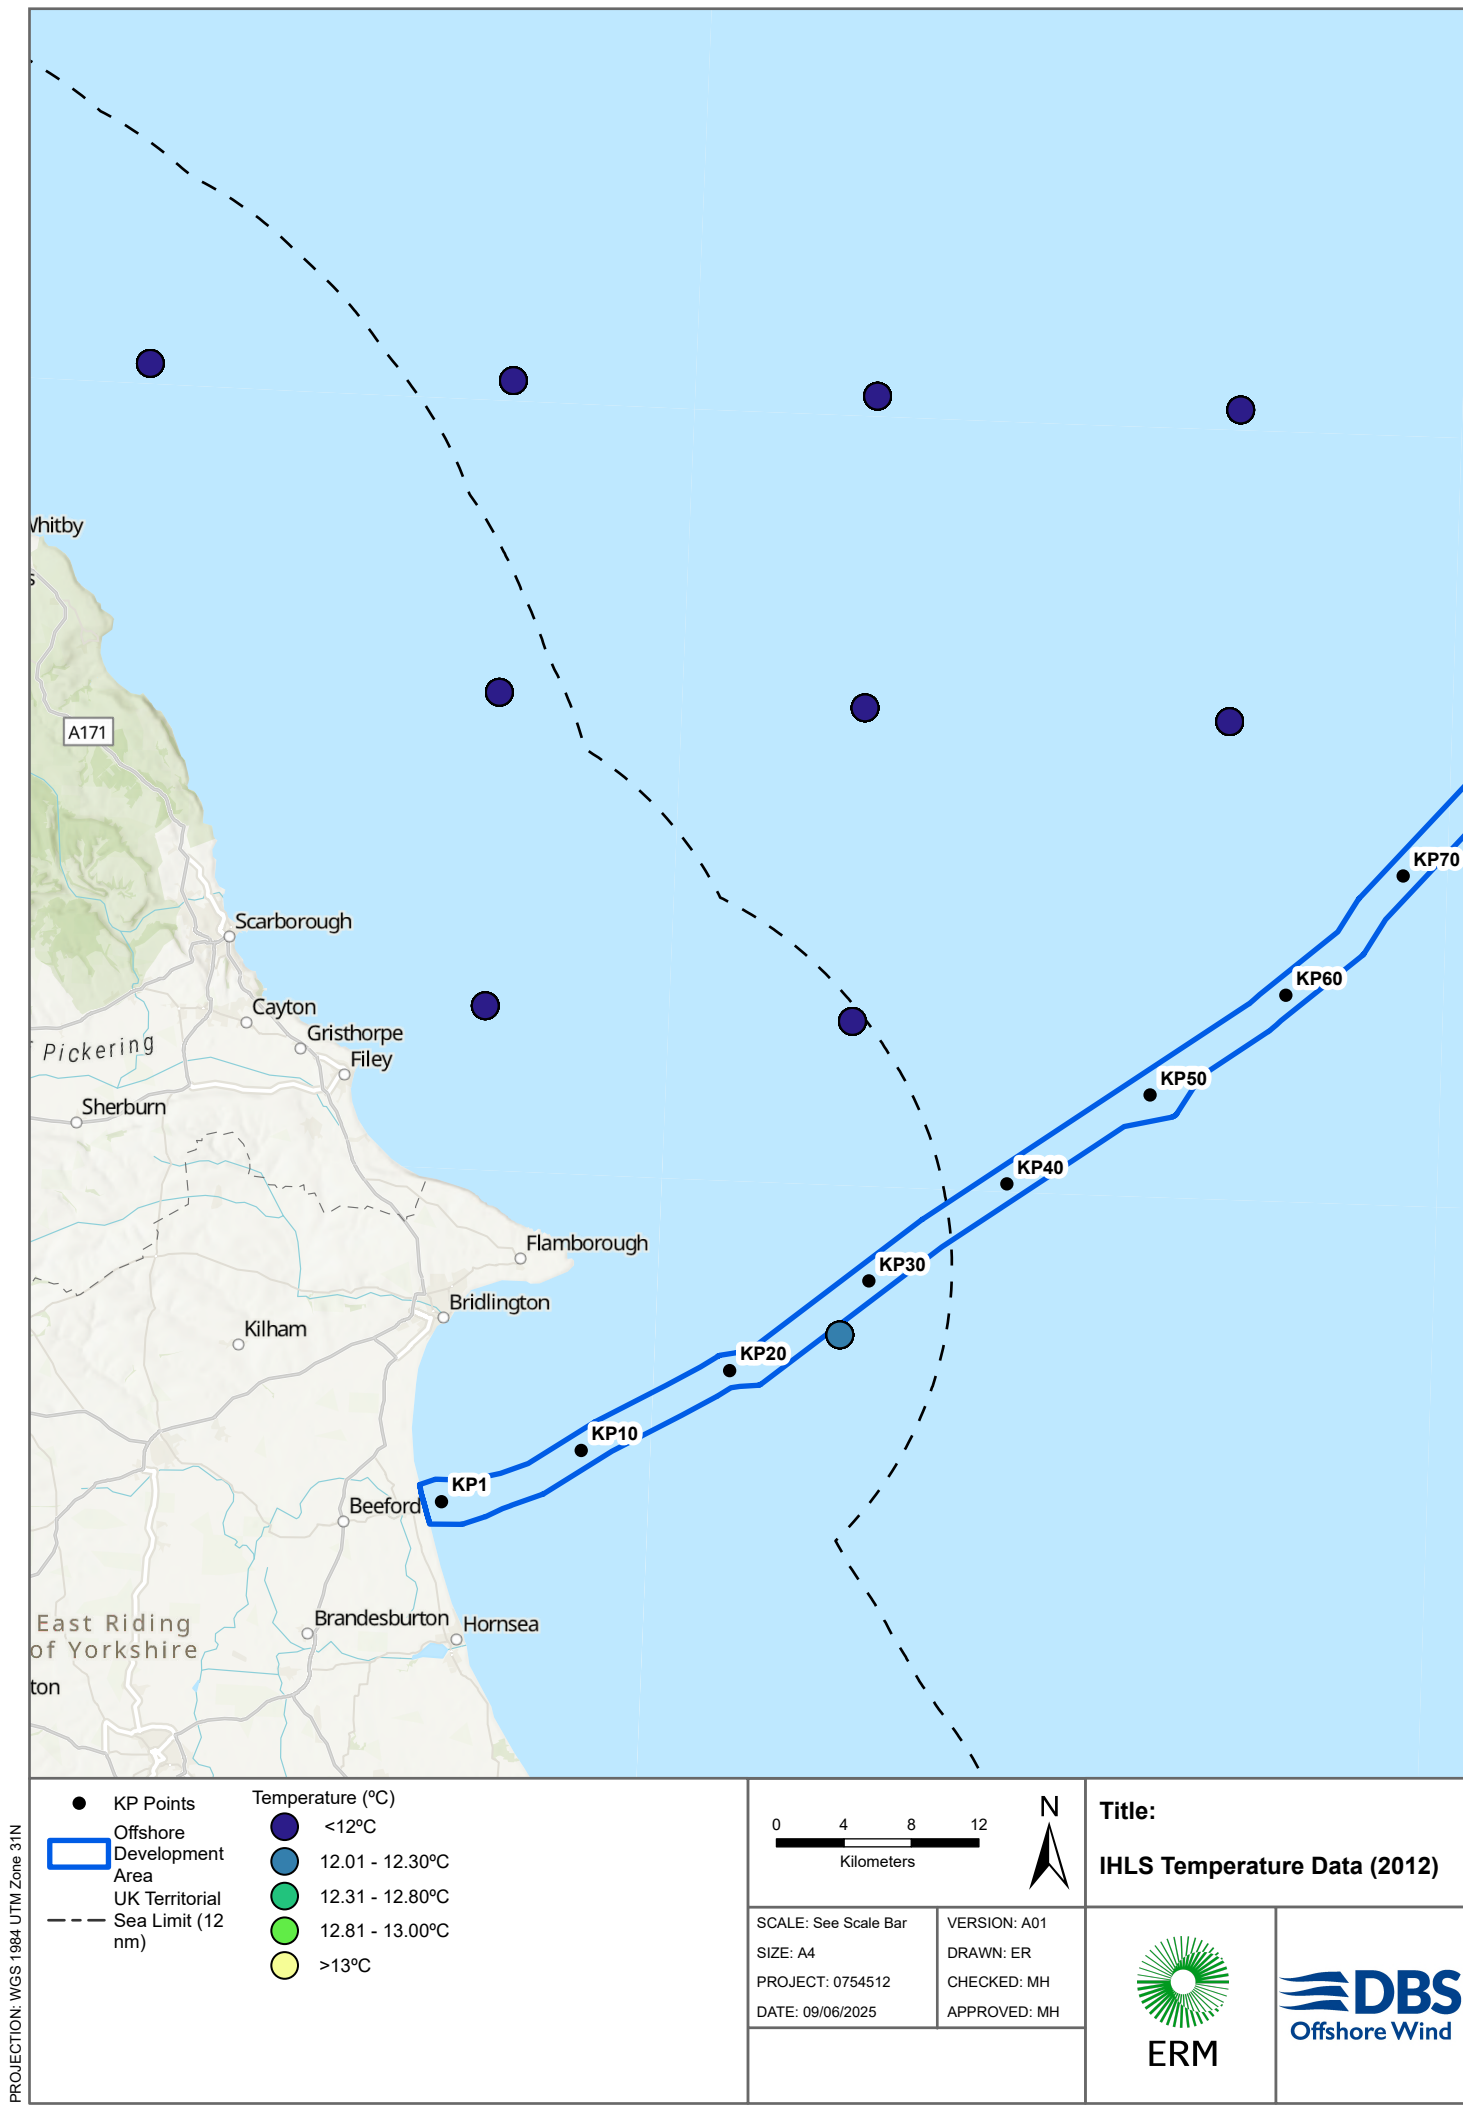 Whitby
s
A171
KP70
Scarborough
KP60
Cayton
Gristhorpe
Pickering
Filey
KP50
Sherburn
KP40
Flamborough
KP30
Bridlington
Kilham
KP20
KP10
KP1
Beeford
East Riding
of Yorkshire
Brandesburton
Hornsea
ton
PROJECTION: WGS 1984 UTM Zone 31N
KP Points
Offshore
Development
Area
UK Territorial
Sea Limit (12
nm)
Temperature (ºC)
<12ºC
12.01 - 12.30ºC
12.31 - 12.80ºC
12.81 - 13.00ºC
>13ºC
0 4 8 12
Kilometers
N
Title:
IHLS Temperature Data (2012)
SCALE: See Scale Bar
VERSION: A01
SIZE: A4
DRAWN: ER
PROJECT: 0754512
CHECKED: MH
DATE: 09/06/2025
APPROVED: MH
ERM
DBS
Offshore Wind